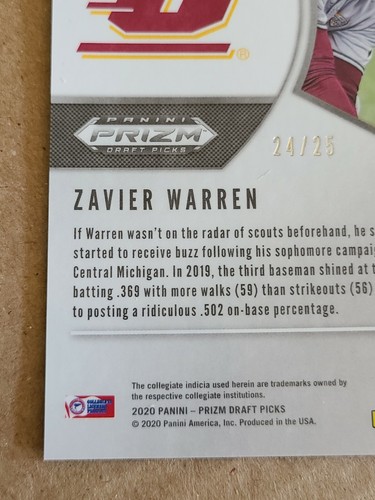 PANINI
PRIZM
DRAFT PICKS
24/25
ZAVIER WARREN
If Warren wasn't on the radar of scouts beforehand, he s
started to receive buzz following his sophomore campai
Central Michigan. In 2019, the third baseman shined at t
batting .369 with more walks (59) than strikeouts (56)
to posting a ridiculous .502 on-base percentage.
The collegiate indicia used herein are trademarks owned by
the respective collegiate institutions.
2020 PANINI – PRIZM DRAFT PICKS
© 2020 Panini America, Inc. Produced in the USA.